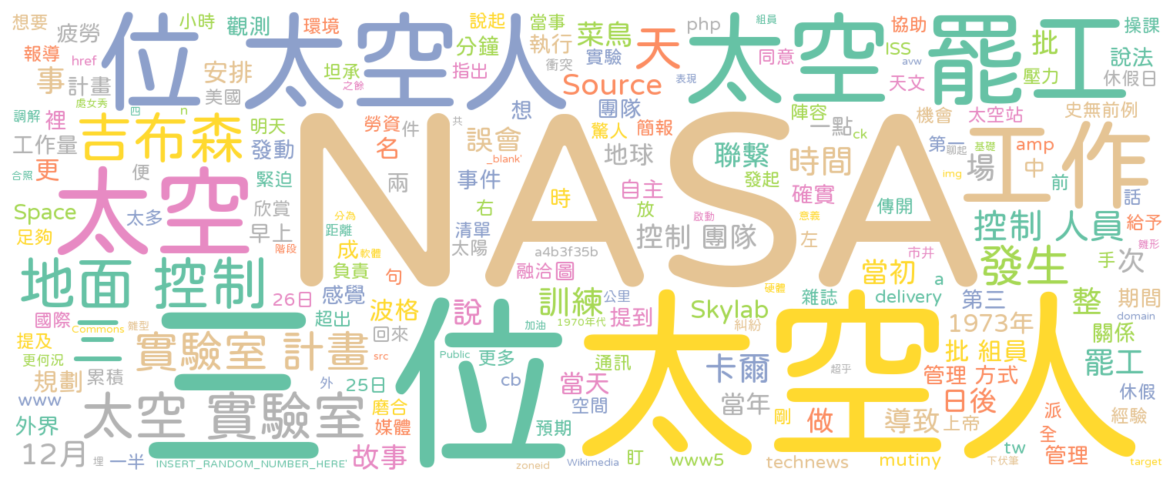 想要
小時
觀測
環境
說起
當事
菜鳥
php
組員
操課
疲勞
位 太空人
分鐘
執行
實驗
天
太空 罷工
同意
ISS
協助
批
說法
報導
href
事
計畫
安排
坦承
之餘
指出
衝突
Source
表現
avw
天文
壓力
休假日
處女秀
美國
想
團隊
陣容
機會
太空站
史無前例
調解
四
n
吉布森
明天
勞資
件
共
誤會
驚人
簡報
一點
ck
第一
聊起
基礎
amp
工作
工作量
裡
發動
名
_blank'
地球
聯繫
時間
場
img
中
合照
更
便
緊迫
兩
事件
自主
發起
確實
前
話
NASA
太空
Space
太多
欣賞
右
時
放
啟動
意義
傳開
控制 人員
給予
足夠
早上
階段
分為
距離
清單
太陽
a4b3f35b
控制 團隊
左
市井
手
次
雛形
地面 控制
成
軟體
負責
句
融洽圖
公里
硬體
當初
a
發生
26日
感覺
波格
說
訓練
1970年代
提到
Skylab
雜誌
delivery
第三
整
期間
domain
國際
Commons
雛型
三
超出
回來
加油
糾紛
1973年
關係
提及
更何況
實驗室 計畫
src
Public
更多
通訊
卡爾
超乎
批 組員
罷工
規劃
累積
外
25日
cb
當天
管理 方式
休假
www
太空 實驗室
磨合
空間
當年
剛
做
導致
日後
派
經驗
外界
媒體
預期
上帝
全
12月
埋
一半
INSERT_RANDOM_NUMBER_HERE'
故事
位 太空人
zoneid
Wikimedia
盯
www5
technews
mutiny
下伏筆
tw
管理
target